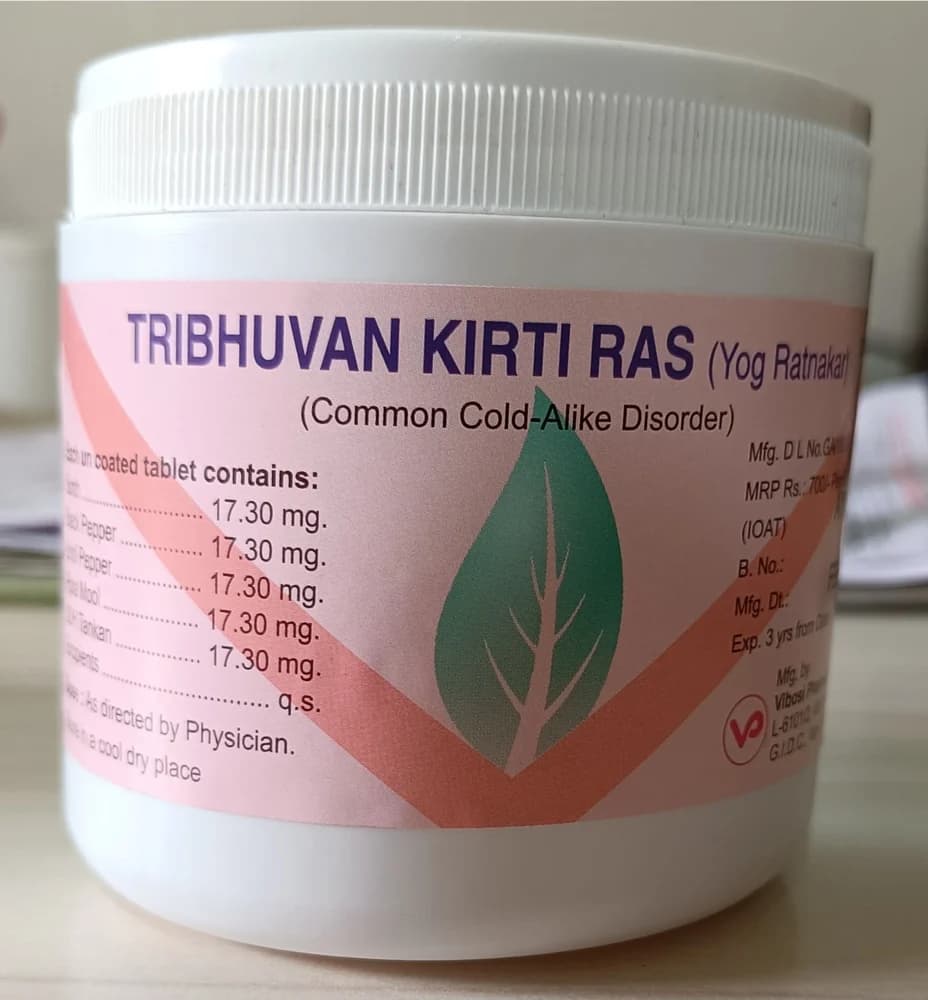 TRIBHUVAN KIRTI RAS (Yog Ratnakar)
(Common Cold-Alike Disorder)
Each un coated tablet contains:
.................... 17.30 mg.
Pepper .............. 17.30 mg.
Pepper .............. 17.30 mg.
Mool .................. 17.30 mg.
Tankan .............. 17.30 mg.
........................... q.s.
: As directed by Physician.
in a cool dry place
Mfg. D L No.
MRP Rs.: 700/-
(IOAT)
B. No.:
Mfg. Dt.:
Exp. 3 yrs from
Mfg. by
G.I.D.C.